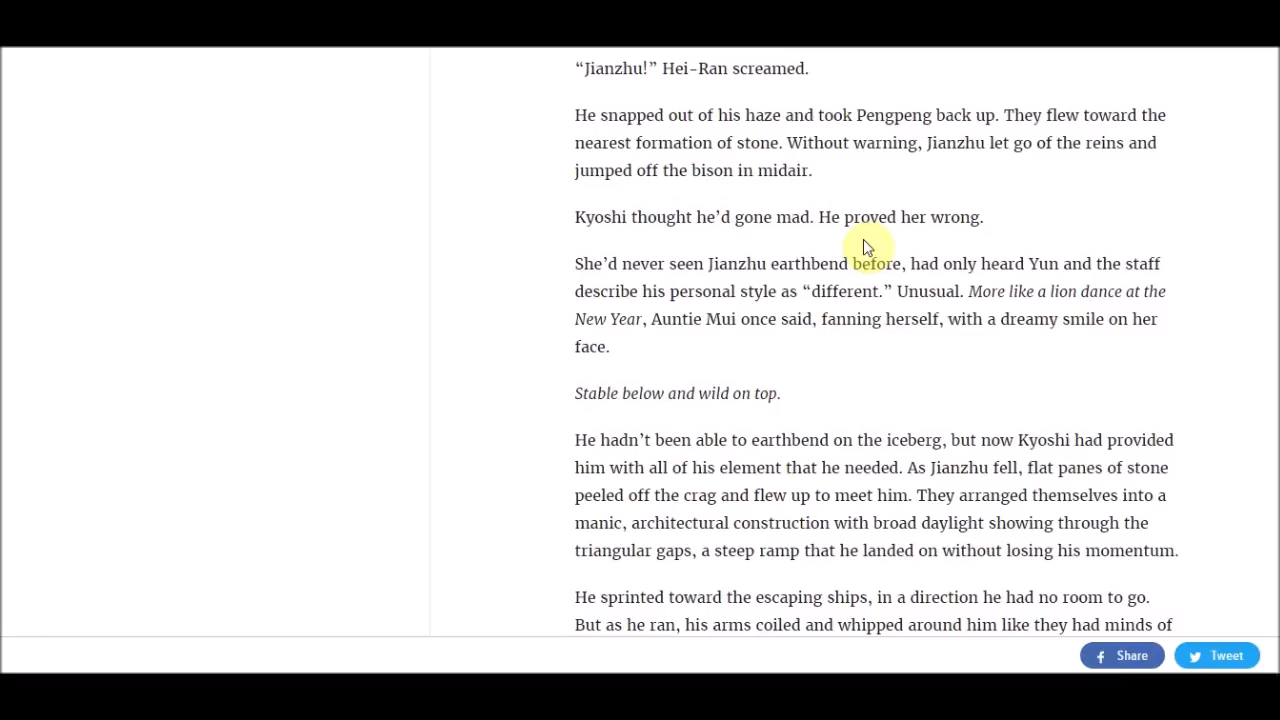 “Jianzhu!” Hei-Ran screamed.
He snapped out of his haze and took Pengpeng back up. They flew toward the
nearest formation of stone. Without warning, Jianzhu let go of the reins and
jumped off the bison in midair.
Kyoshi thought he’d gone mad. He proved her wrong.
She’d never seen Jianzhu earthbend before, had only heard Yun and the staff
describe his personal style as “different.” Unusual. More like a lion dance at the
New Year, Auntie Mui once said, fanning herself, with a dreamy smile on her
face.
Stable below and wild on top.
He hadn’t been able to earthbend on the iceberg, but now Kyoshi had provided
him with all of his element that he needed. As Jianzhu fell, flat panes of stone
peeled off the crag and flew up to meet him. They arranged themselves into a
manic, architectural construction with broad daylight showing through the
triangular gaps, a steep ramp that he landed on without losing his momentum.
He sprinted toward the escaping ships, in a direction he had no room to go.
But as he ran, his arms coiled and whipped around him like they had minds of
Share
Tweet